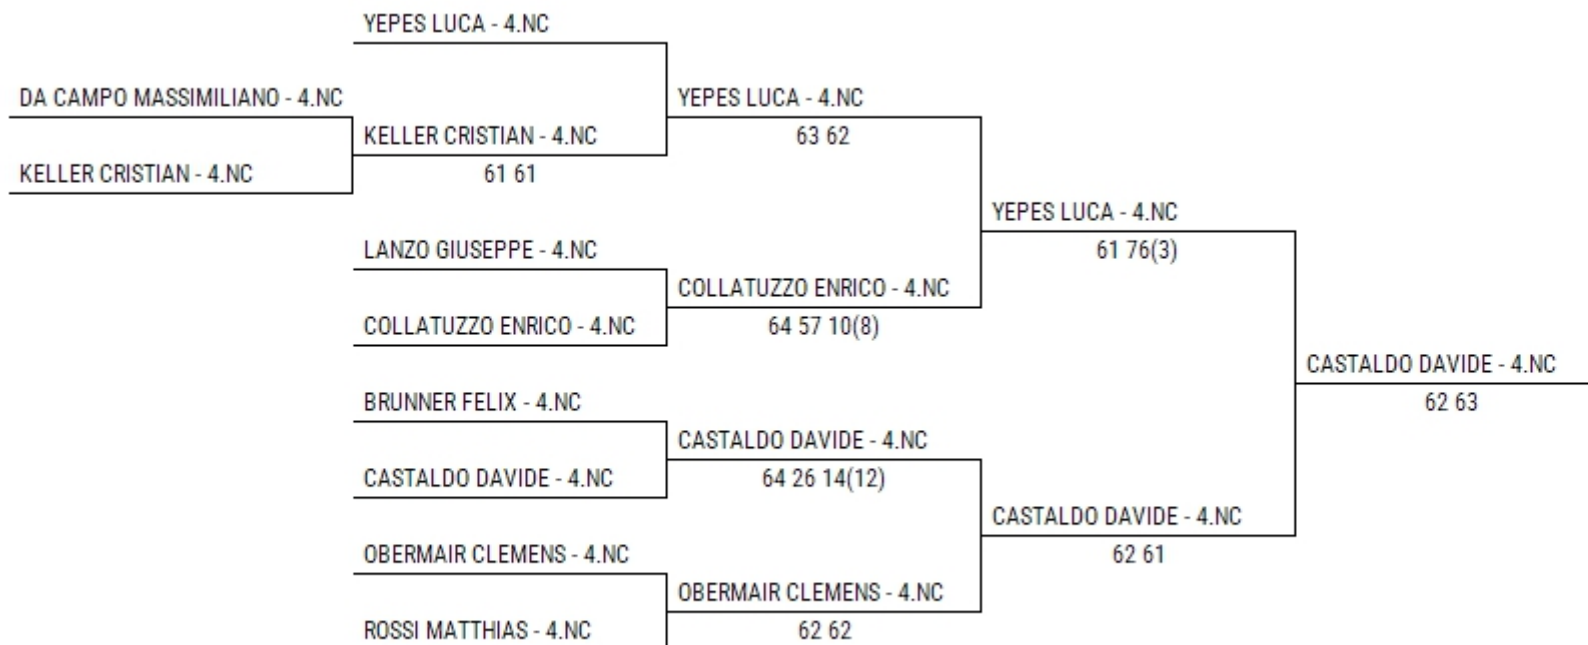 YEPES LUCA - 4.NC
DA CAMPO MASSIMILIANO - 4.NC
YEPES LUCA - 4.NC
KELLER CRISTIAN - 4.NC
63 62
KELLER CRISTIAN - 4.NC
61 61
YEPES LUCA - 4.NC
LANZO GIUSEPPE - 4.NC
61 76(3)
COLLATUZZO ENRICO - 4.NC
COLLATUZZO ENRICO - 4.NC
64 57 10(8)
CASTALDO DAVIDE - 4.NC
BRUNNER FELIX - 4.NC
62 63
CASTALDO DAVIDE - 4.NC
CASTALDO DAVIDE - 4.NC
64 26 14(12)
CASTALDO DAVIDE - 4.NC
OBERMAIR CLEMENS - 4.NC
62 61
OBERMAIR CLEMENS - 4.NC
ROSSI MATTHIAS - 4.NC
62 62